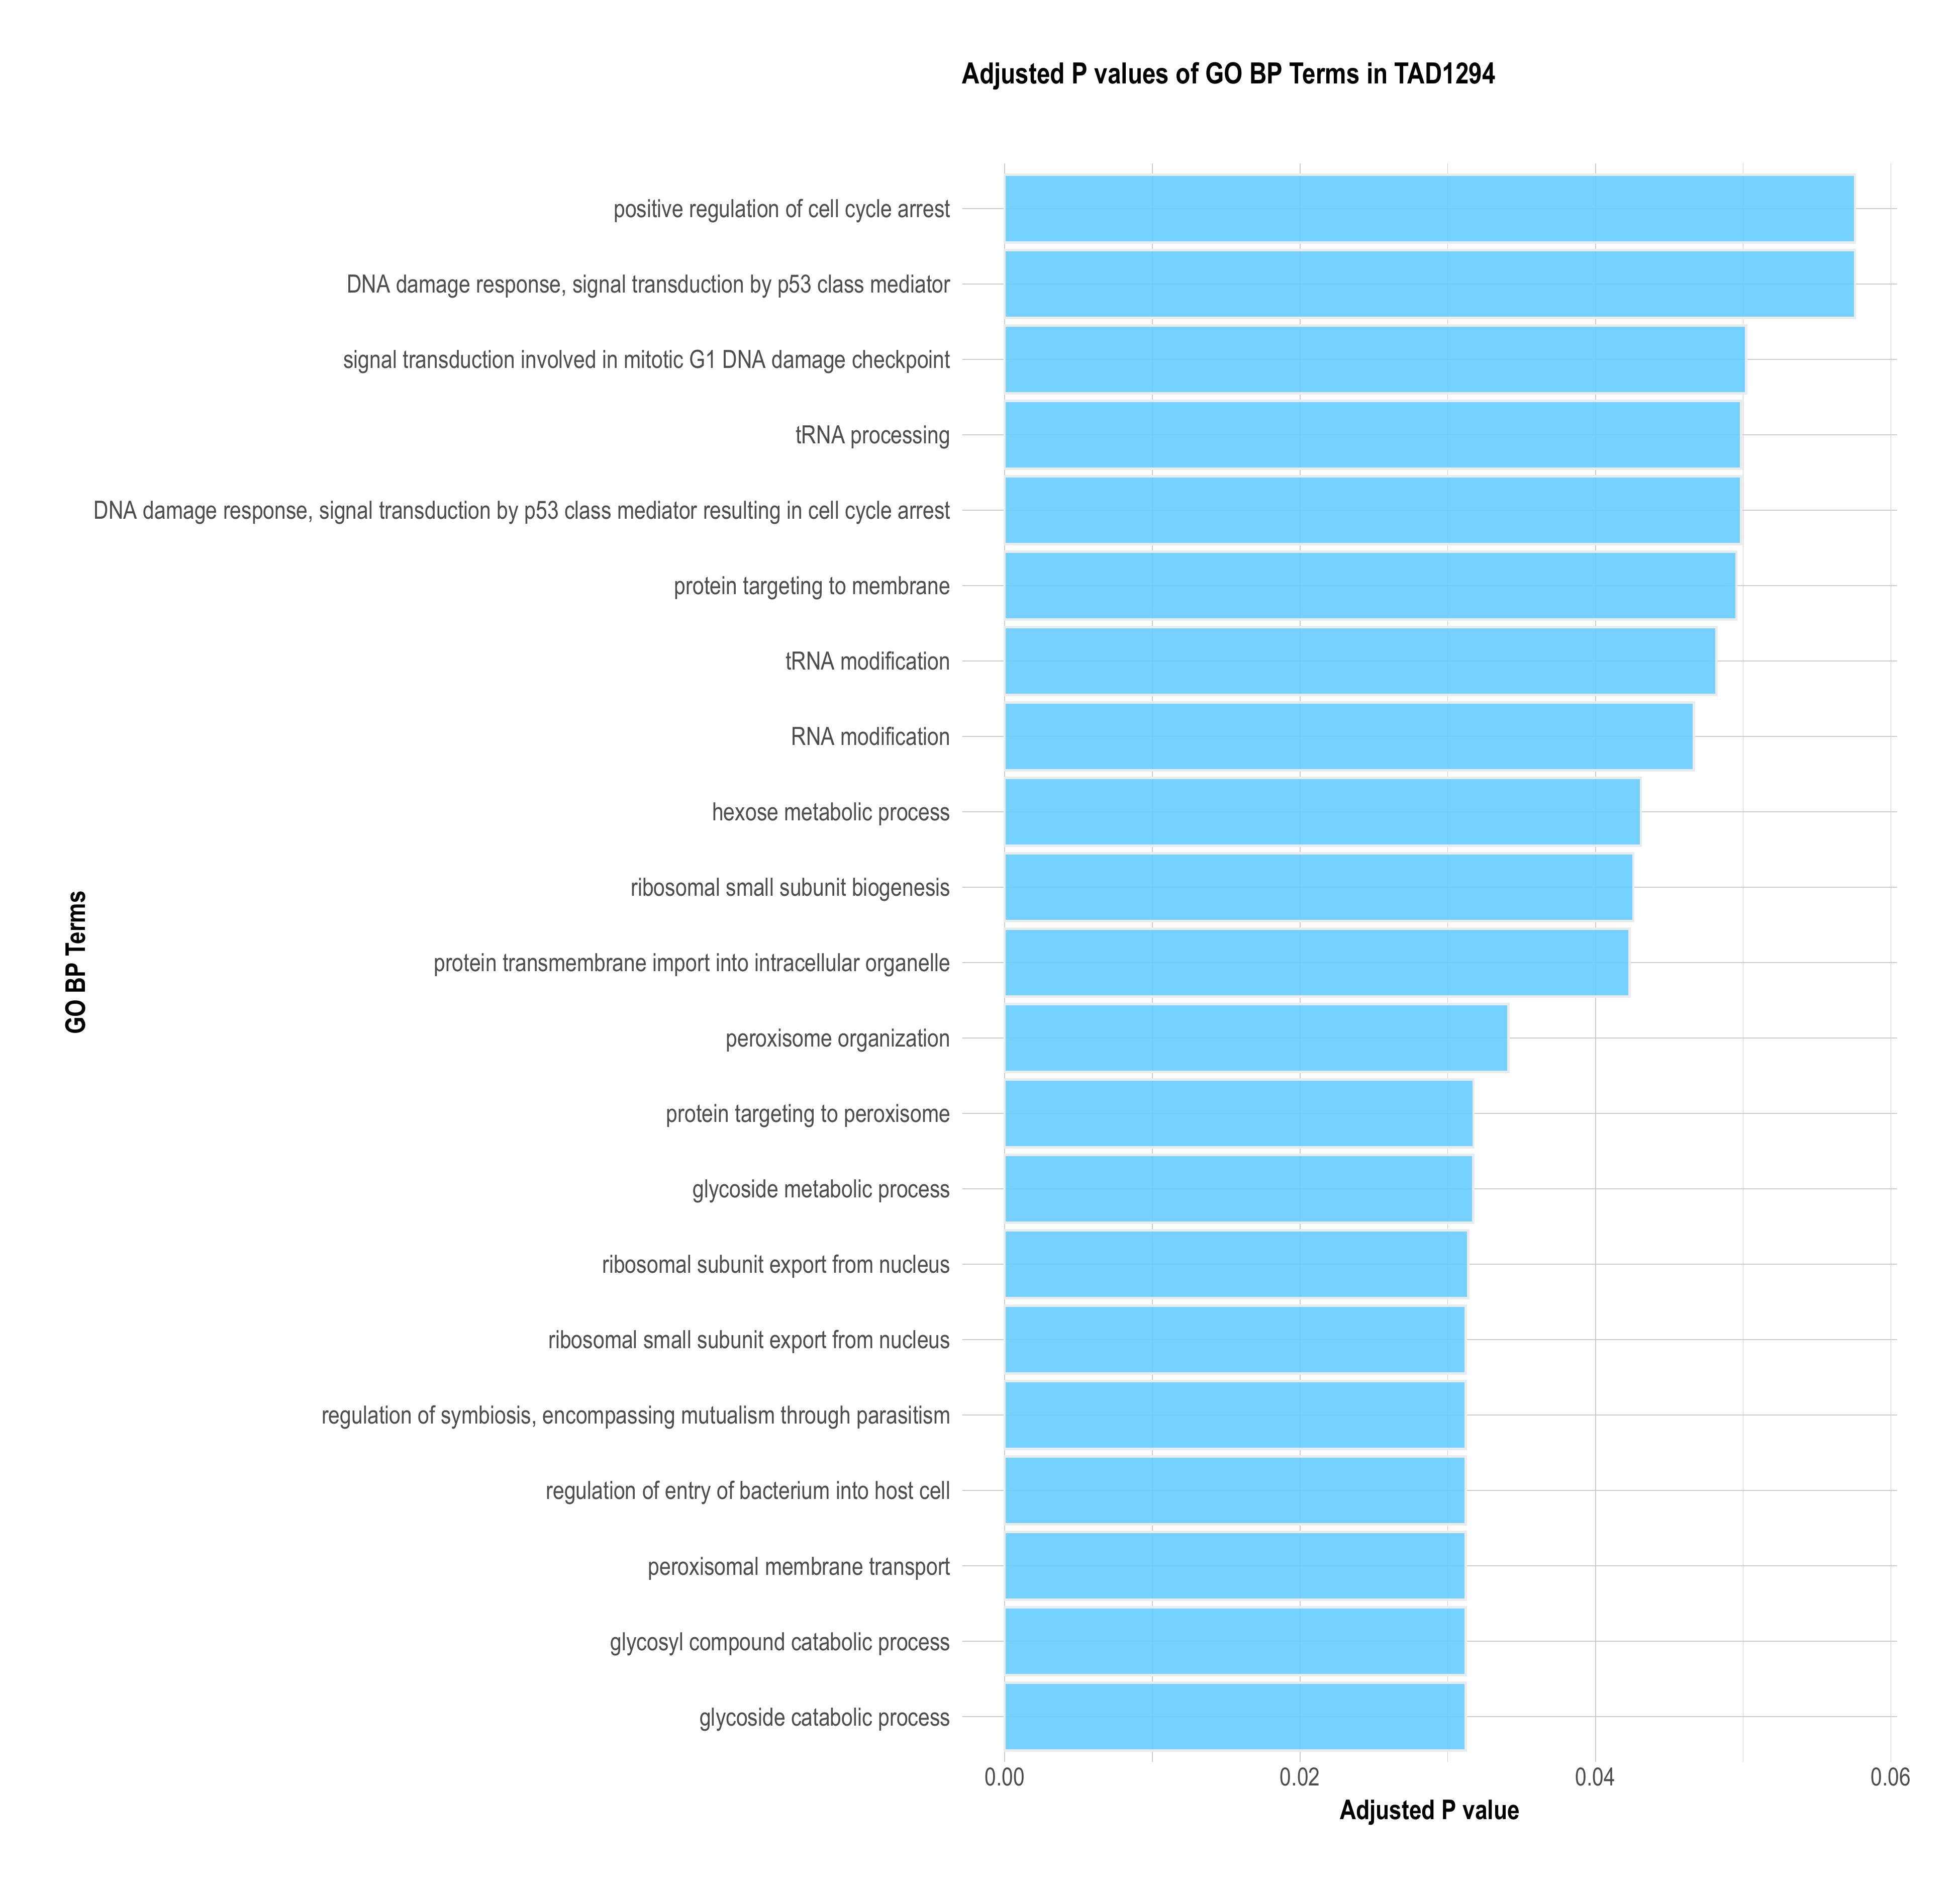 Adjusted P values of GO BP Terms in TAD1294
positive regulation of cell cycle arrest
DNA damage response, signal transduction by p53 class mediator
signal transduction involved in mitotic G1 DNA damage checkpoint
tRNA processing
DNA damage response, signal transduction by p53 class mediator resulting in cell cycle arrest
protein targeting to membrane
tRNA modification
RNA modification
hexose metabolic process
ribosomal small subunit biogenesis
protein transmembrane import into intracellular organelle
peroxisome organization
protein targeting to peroxisome
glycoside metabolic process
ribosomal subunit export from nucleus
ribosomal small subunit export from nucleus
regulation of symbiosis, encompassing mutualism through parasitism
regulation of entry of bacterium into host cell
peroxisomal membrane transport
glycosyl compound catabolic process
glycoside catabolic process
GO BP Terms
0.00 0.02 0.04 0.06
Adjusted P value